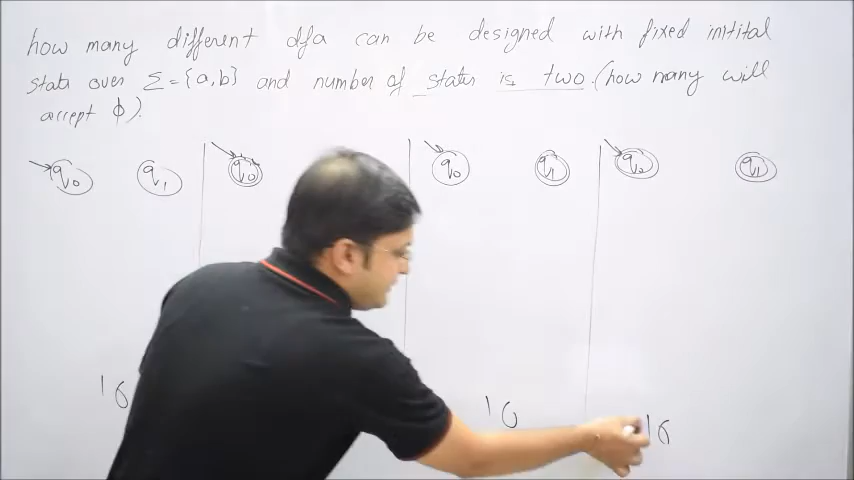 how many different dfa can be designed with fixed intital
state over Σ = {a, b} and number of states is two. (how many will
accept ϕ).
q0 q1 q0 q0 q1 q0 q1
16 16 16